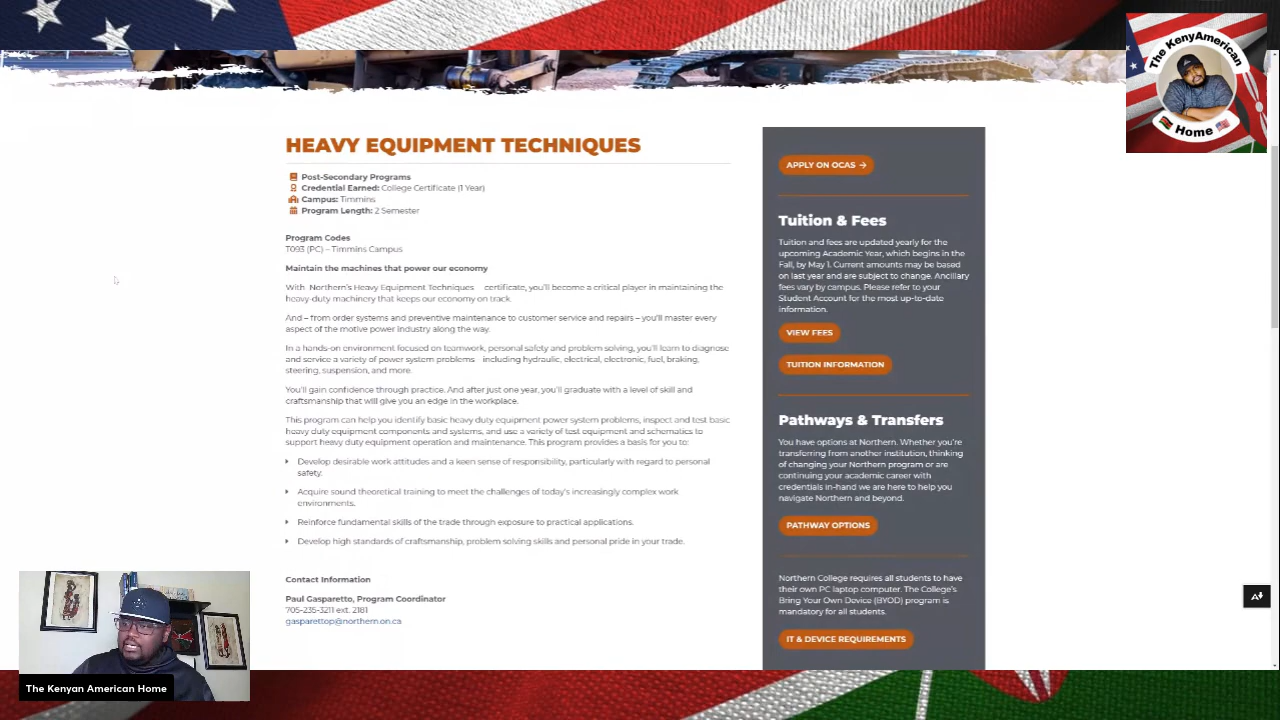 The KenyAmerican
Home
HEAVY EQUIPMENT TECHNIQUES
Post-Secondary Programs
Credential Earned: College Certificate (1 Year)
Campus: Timmins
Program Length: 2 Semester
Program Codes
T093 (PC) – Timmins Campus
Maintain the machines that power our economy
With Northern's Heavy Equipment Techniques certificate, you'll become a critical player in maintaining the
heavy-duty machinery that keeps our economy on track.
And – from order systems and preventive maintenance to customer service and repairs – you'll master every
aspect of the motive power industry along the way.
In a hands-on environment focused on teamwork, personal safety and problem solving, you'll learn to diagnose
and service a variety of power system problems including hydraulic, electrical, electronic, fuel, braking,
steering, suspension, and more.
You'll gain confidence through practice. And after just one year, you'll graduate with a level of skill and
craftsmanship that will give you an edge in the workplace.
This program can help you identify basic heavy duty equipment power system problems, inspect and test basic
heavy duty equipment components and systems, and use a variety of test equipment and schematics to
support heavy duty equipment operation and maintenance. This program provides a basis for you to:
Develop desirable work attitudes and a keen sense of responsibility, particularly with regard to personal
safety.
Acquire sound theoretical training to meet the challenges of today's increasingly complex work
environments.
Reinforce fundamental skills of the trade through exposure to practical applications.
Develop high standards of craftsmanship, problem solving skills and personal pride in your trade.
Contact Information
Paul Gasparetto, Program Coordinator
705-235-3211 ext. 2181
gasparettop@northern.on.ca
APPLY ON OCAS →
Tuition & Fees
Tuition and fees are updated yearly for the
upcoming Academic Year, which begins in the
Fall, by May 1. Current amounts may be based
on last year and are subject to change. Ancillary
fees vary by campus. Please refer to your
Student Account for the most up-to-date
information.
VIEW FEES
TUITION INFORMATION
Pathways & Transfers
You have options at Northern. Whether you're
transferring from another institution, thinking
of changing your Northern program or are
continuing your academic career with
credentials in-hand we are here to help you
navigate Northern and beyond.
PATHWAY OPTIONS
Northern College requires all students to have
their own PC laptop computer. The College's
Bring Your Own Device (BYOD) program is
mandatory for all students.
IT & DEVICE REQUIREMENTS
A
The Kenyan American Home